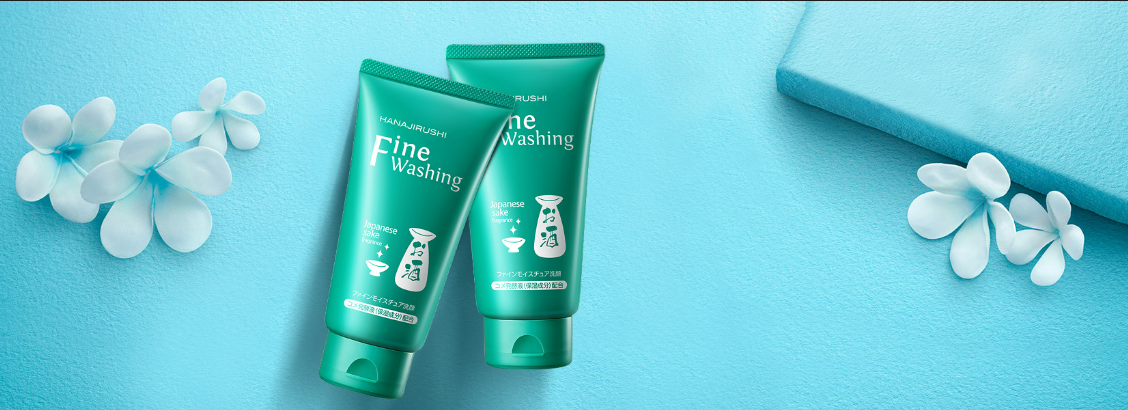 HANAJIRUSHI
Fine
Washing
Japanese
sake
fragrance
お酒
ファインモイスチュア洗顔
コメ発酵液(保湿成分)配合
RUSHI
ne
Washing
Japanese
sake
fragrance
お酒
ファインモイスチュア洗顔
コメ発酵液(保湿成分)配合